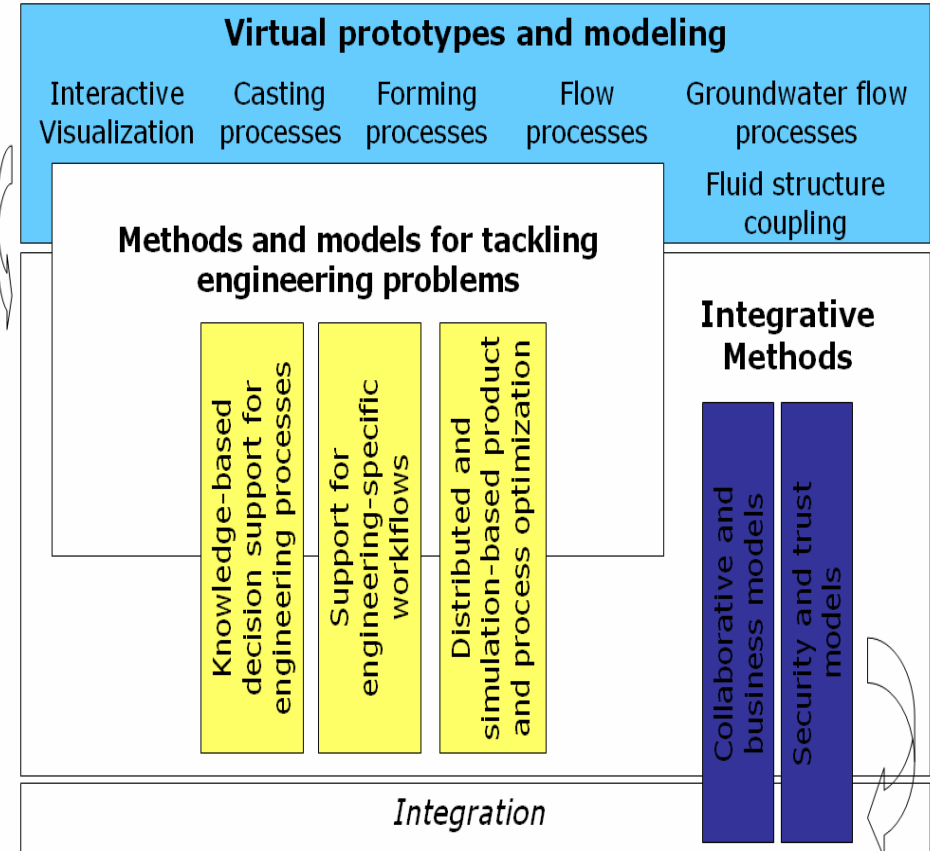 Virtual prototypes and modeling
Interactive
Visualization
Casting
processes
Forming
processes
Flow
processes
Groundwater flow
processes
Fluid structure
coupling
Methods and models for tackling
engineering problems
Knowledge-based
decision support for
engineering processes
Support for
engineering-specific
worklflows
Distributed and
simulation-based product
and process optimization
Integrative
Methods
Collaborative and
business models
Security and trust
models
Integration